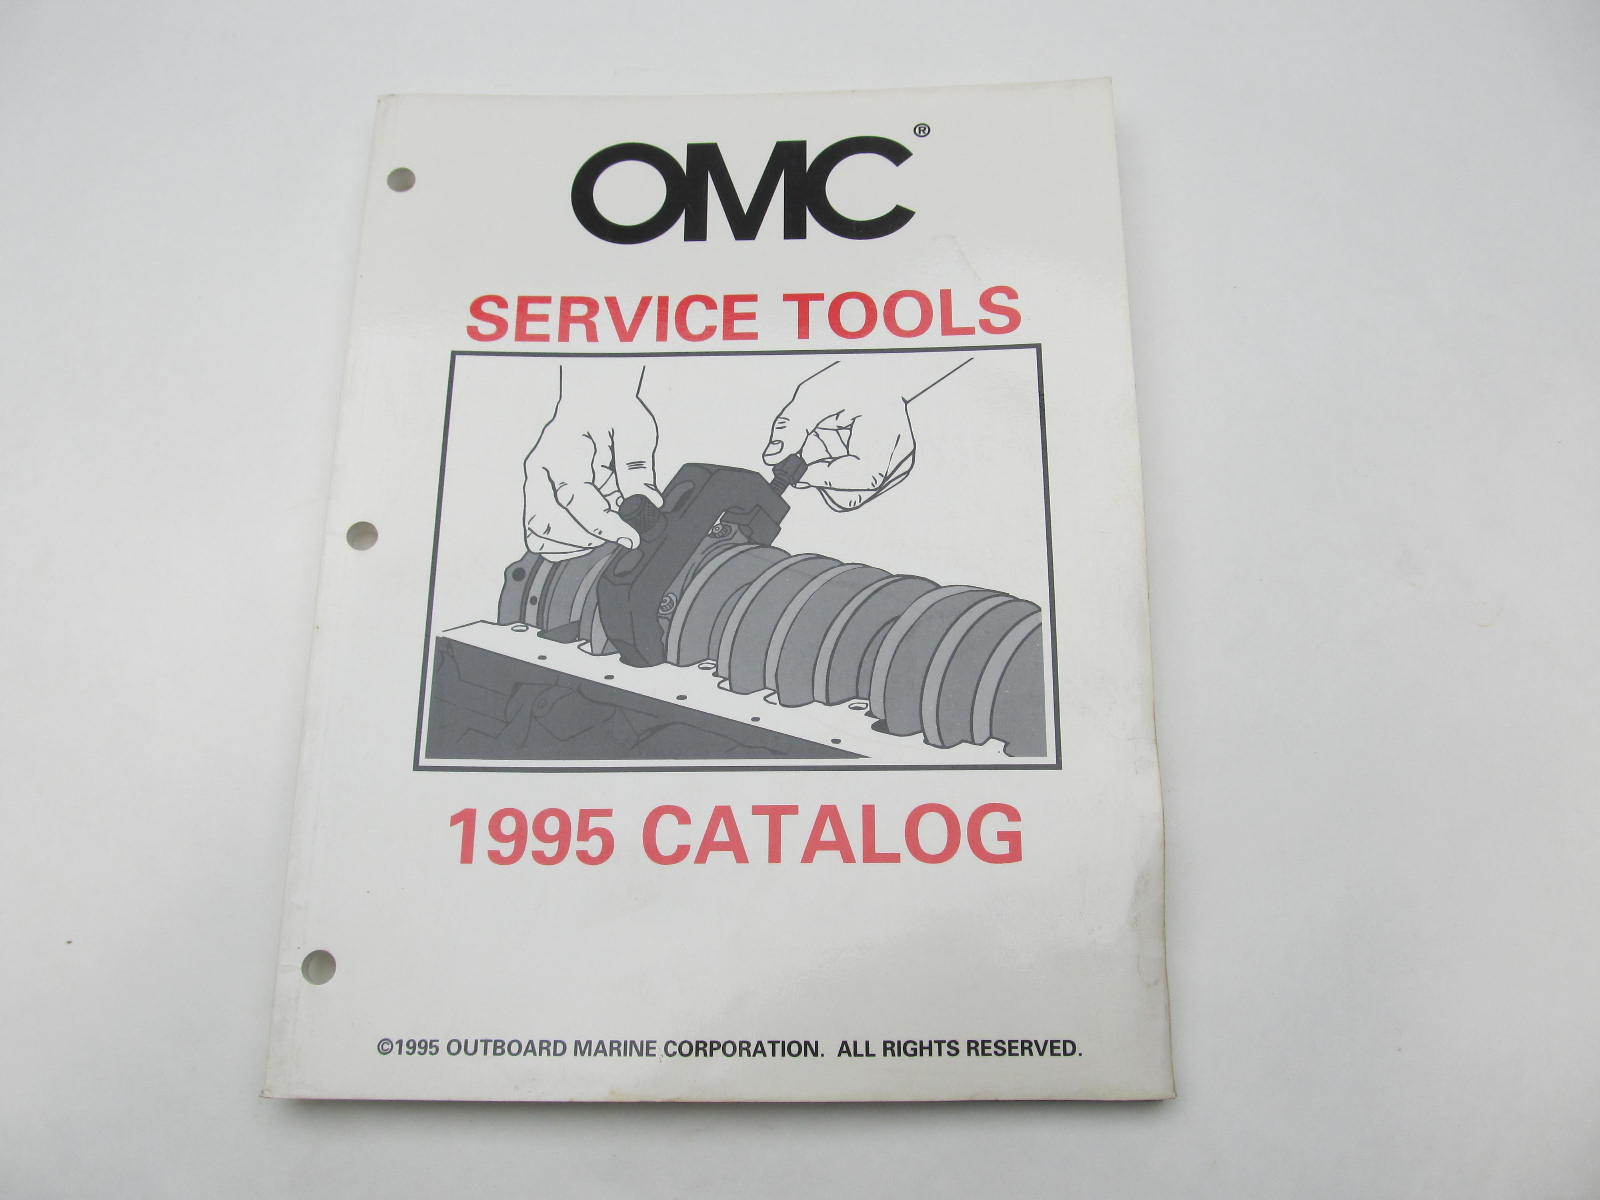 OMC®
SERVICE TOOLS
1995 CATALOG
©1995 OUTBOARD MARINE CORPORATION. ALL RIGHTS RESERVED.